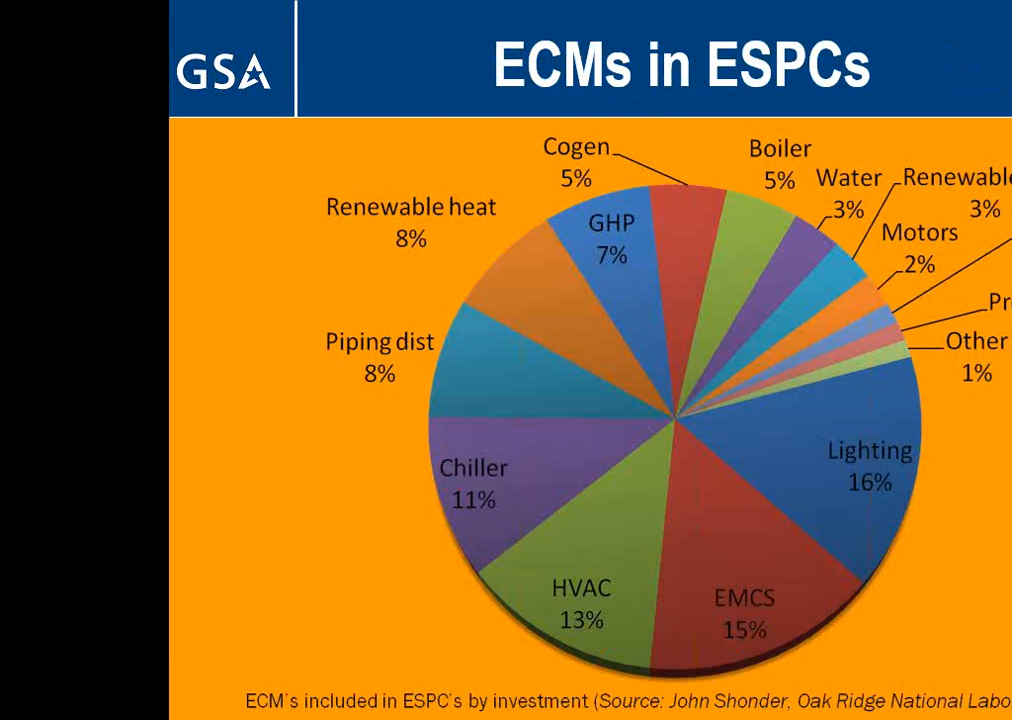 GSA
ECMs in ESPCs
Cogen
5%
Boiler
5%
Water
3%
Renewable
3%
Motors
2%
Renewable heat
8%
GHP
7%
Other
1%
Piping dist
8%
Lighting
16%
Chiller
11%
HVAC
13%
EMCS
15%
ECM's included in ESPC's by investment (Source: John Shonder, Oak Ridge National